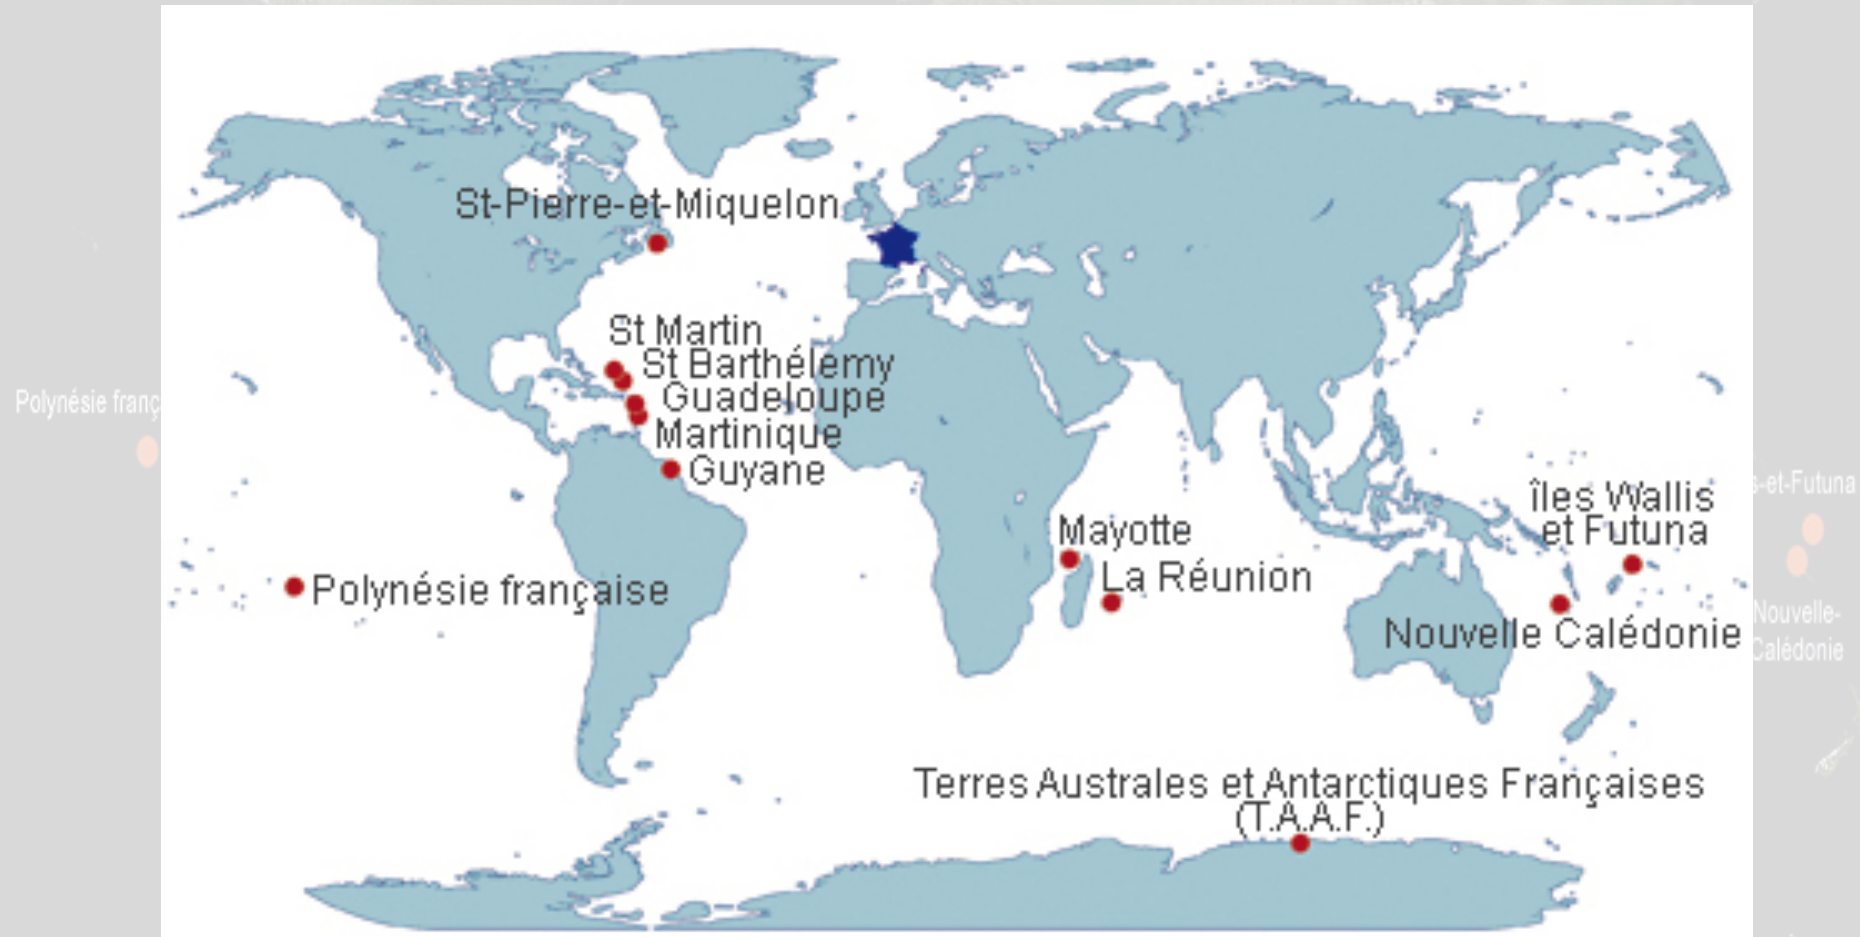 St-Pierre-et-Miquelon
St Martin
St Barthélemy
Polynésie
Guadeloupe
Martinique
Guyane
-et-Futuna
îles Wallis
et Futuna
Mayotte
La Réunion
Polynésie française
Nouvelle-
Calédonie
Nouvelle Calédonie
Terres Australes et Antarctiques Françaises
(T.A.A.F.)